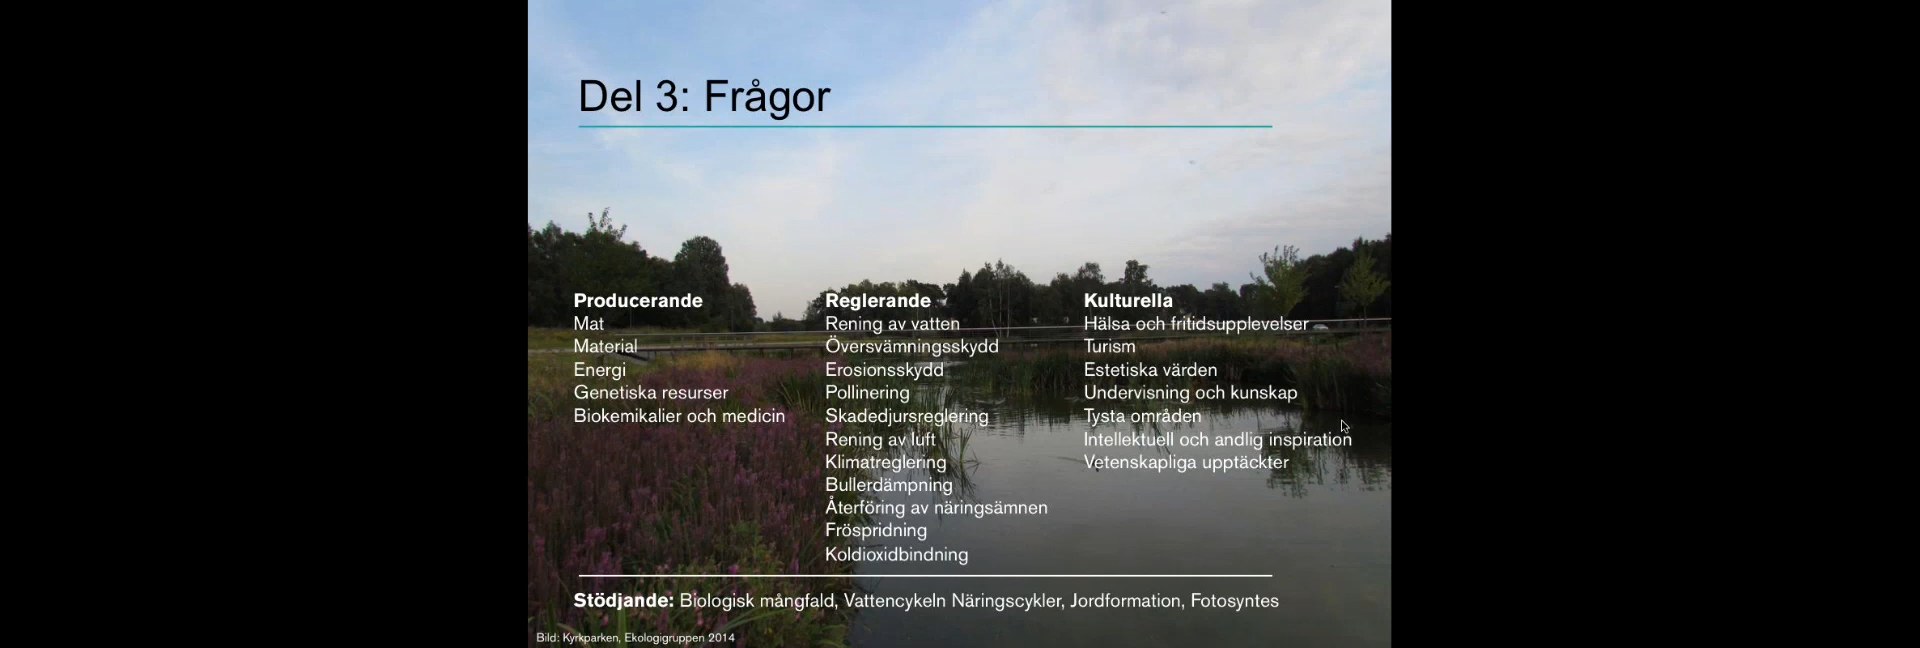 Del 3: Frågor
Producerande
Mat
Material
Energi
Genetiska resurser
Biokemikalier och medicin
Reglerande
Rening av vatten
Översvämningsskydd
Erosionsskydd
Pollinering
Skadedjursreglering
Rening av luft
Klimatreglering
Bullerdämpning
Återföring av näringsämnen
Fröspridning
Koldioxidbindning
Kulturella
Hälsa och fritidsupplevelser
Turism
Estetiska värden
Undervisning och kunskap
Tysta områden
Intellektuell och andlig inspiration
Vetenskapliga upptäckter
Stödjande: Biologisk mångfald, Vattencykeln Näringscykler, Jordformation, Fotosyntes
Bild: Kyrkparken, Ekologigruppen 2014